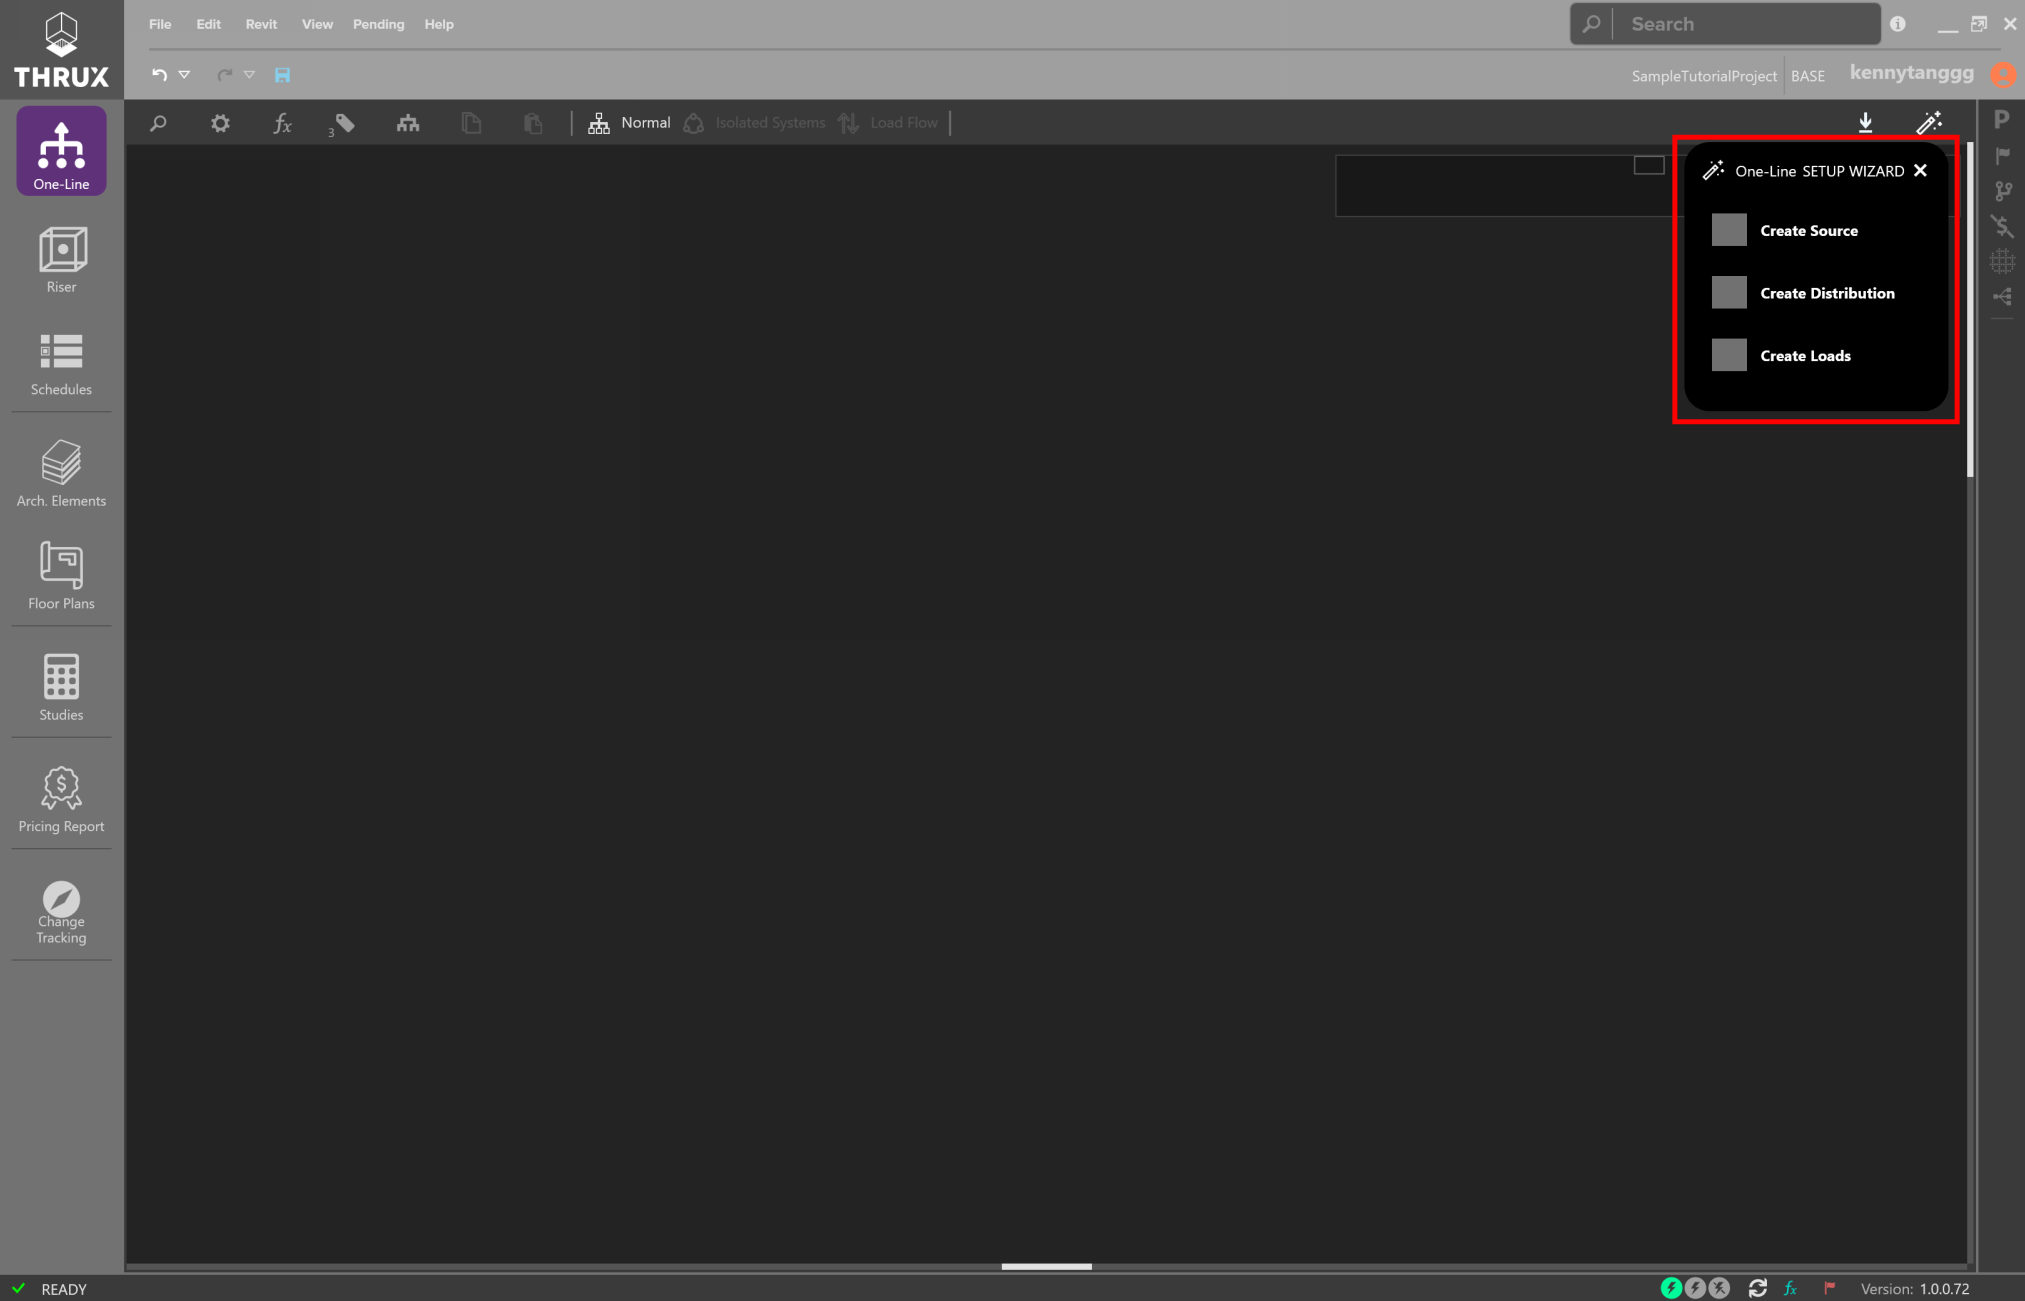 File Edit Revit View Pending Help
Search
THRUX
SampleTutorialProject BASE kennytanggg
3
Normal Isolated Systems Load Flow
P
One-Line
One-Line SETUP WIZARD
Create Source
Create Distribution
Create Loads
Riser
Schedules
Arch. Elements
Floor Plans
Studies
Pricing Report
Change
Tracking
READY
Version: 1.0.0.72